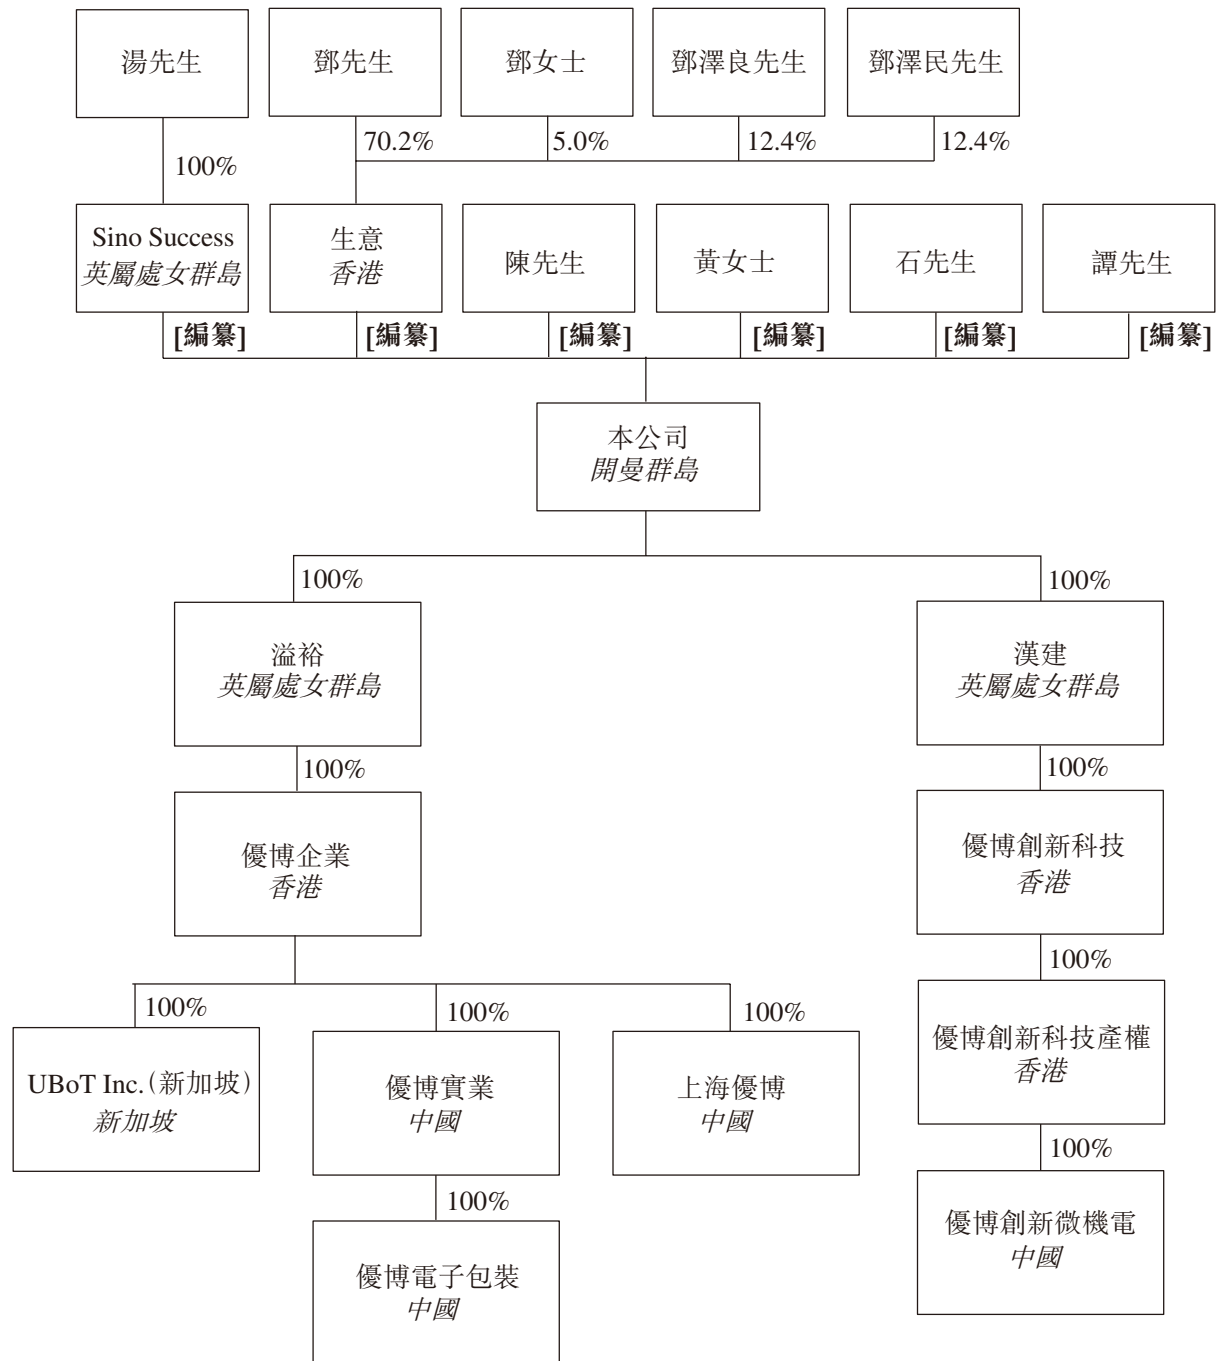 湯先生
鄧先生
鄧女士
鄧澤良先生
鄧澤民先生
70.2%
5.0%
12.4%
12.4%
100%
Sino Success
英屬處女群島
生意
香港
陳先生
黃女士
石先生
譚先生
[編纂]
[編纂]
[編纂]
[編纂]
[編纂]
[編纂]
本公司
開曼群島
100%
100%
溢裕
英屬處女群島
漢建
英屬處女群島
100%
100%
優博企業
香港
優博創新科技
香港
100%
100%
100%
100%
UBoT Inc.(新加坡)
新加坡
優博實業
中國
上海優博
中國
優博創新科技產權
香港
100%
100%
優博電子包裝
中國
優博創新微機電
中國